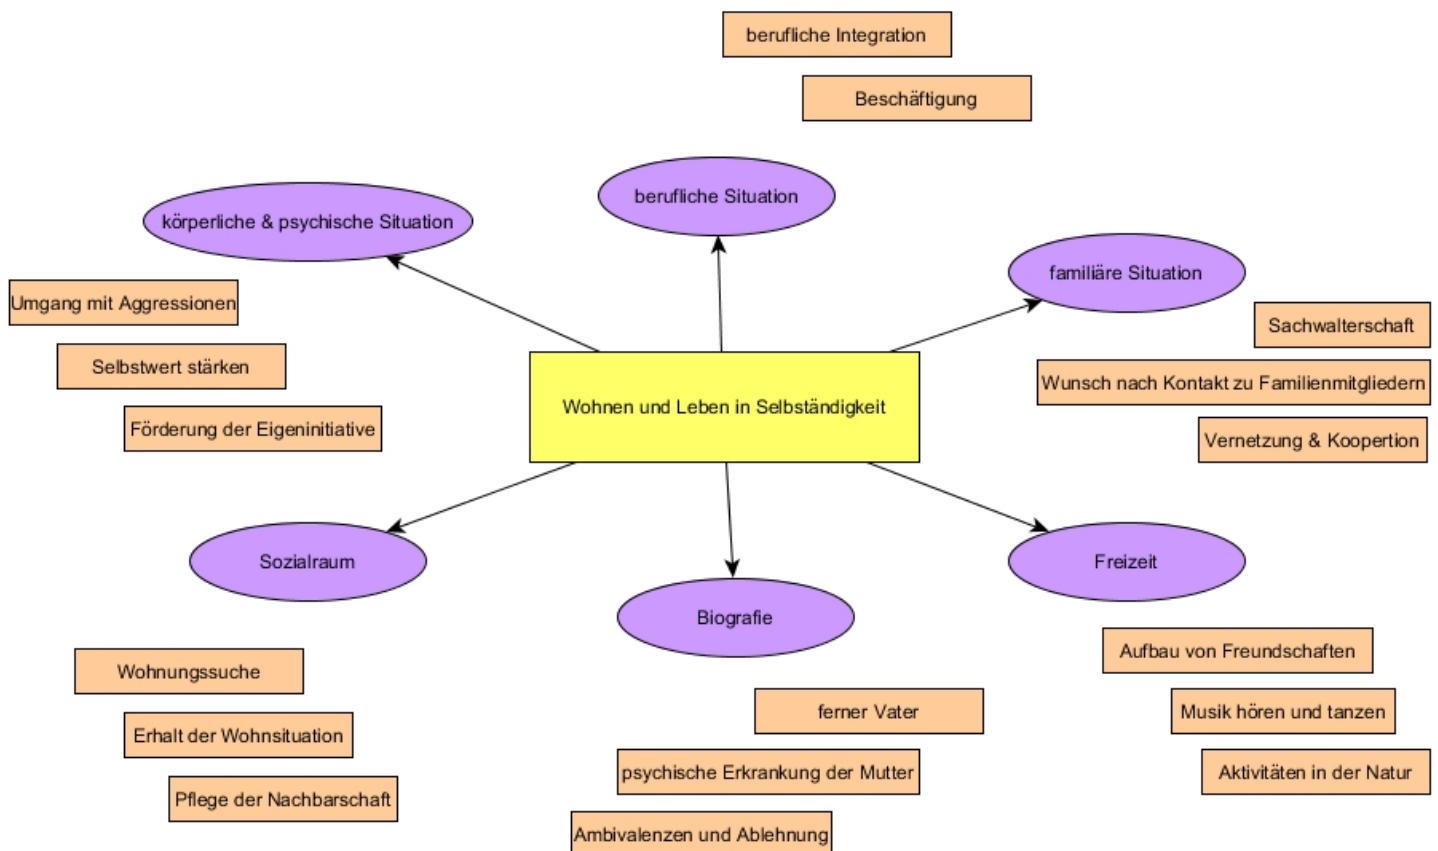 berufliche Integration
Beschäftigung
berufliche Situation
körperliche & psychische Situation
familiäre Situation
Umgang mit Aggressionen
Selbstwert stärken
Förderung der Eigeninitiative
Sachwalterschaft
Wunsch nach Kontakt zu Familienmitgliedern
Vernetzung & Koopertion
Wohnen und Leben in Selbständigkeit
Sozialraum
Biografie
Freizeit
Wohnungssuche
Erhalt der Wohnsituation
Pflege der Nachbarschaft
ferner Vater
psychische Erkrankung der Mutter
Ambivalenzen und Ablehnung
Aufbau von Freundschaften
Musik hören und tanzen
Aktivitäten in der Natur